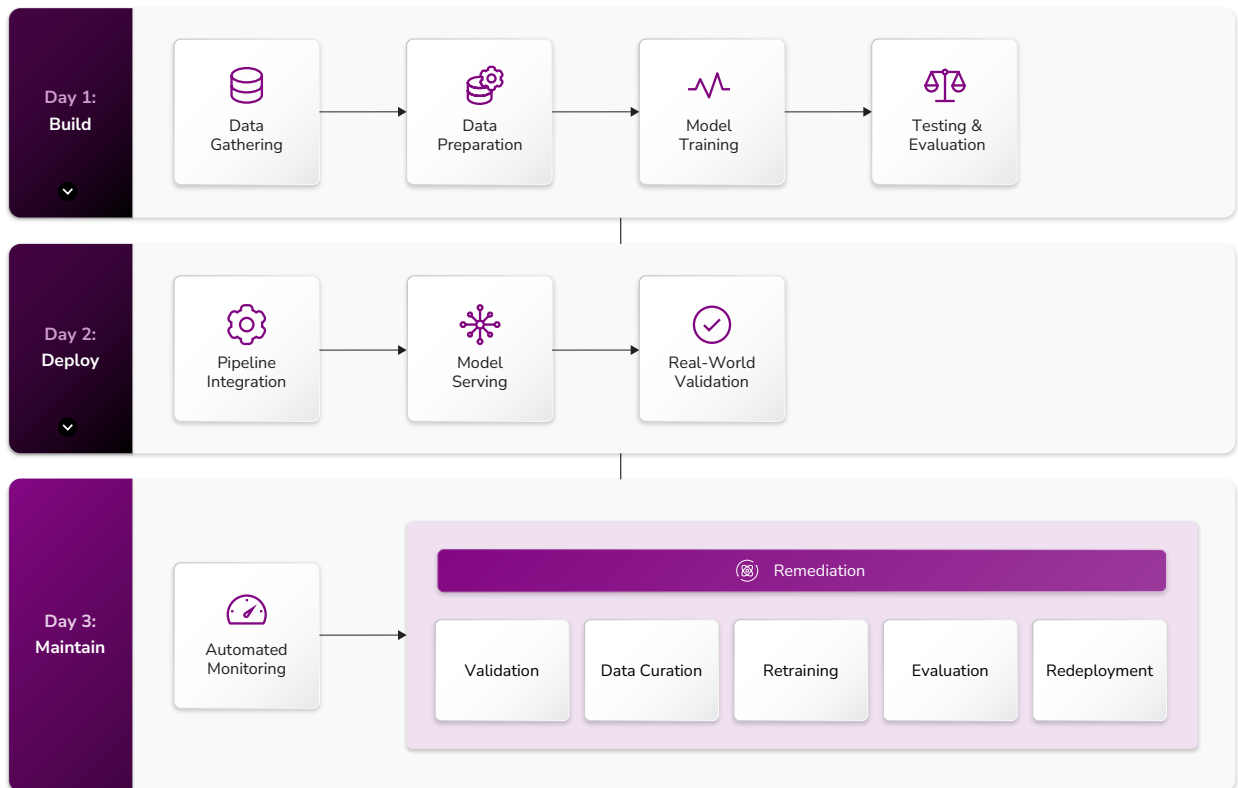 Day 1:
Build
Data
Gathering
Data
Preparation
Model
Training
Testing &
Evaluation
Day 2:
Deploy
Pipeline
Integration
Model
Serving
Real-World
Validation
Day 3:
Maintain
Automated
Monitoring
Remediation
Validation
Data Curation
Retraining
Evaluation
Redeployment